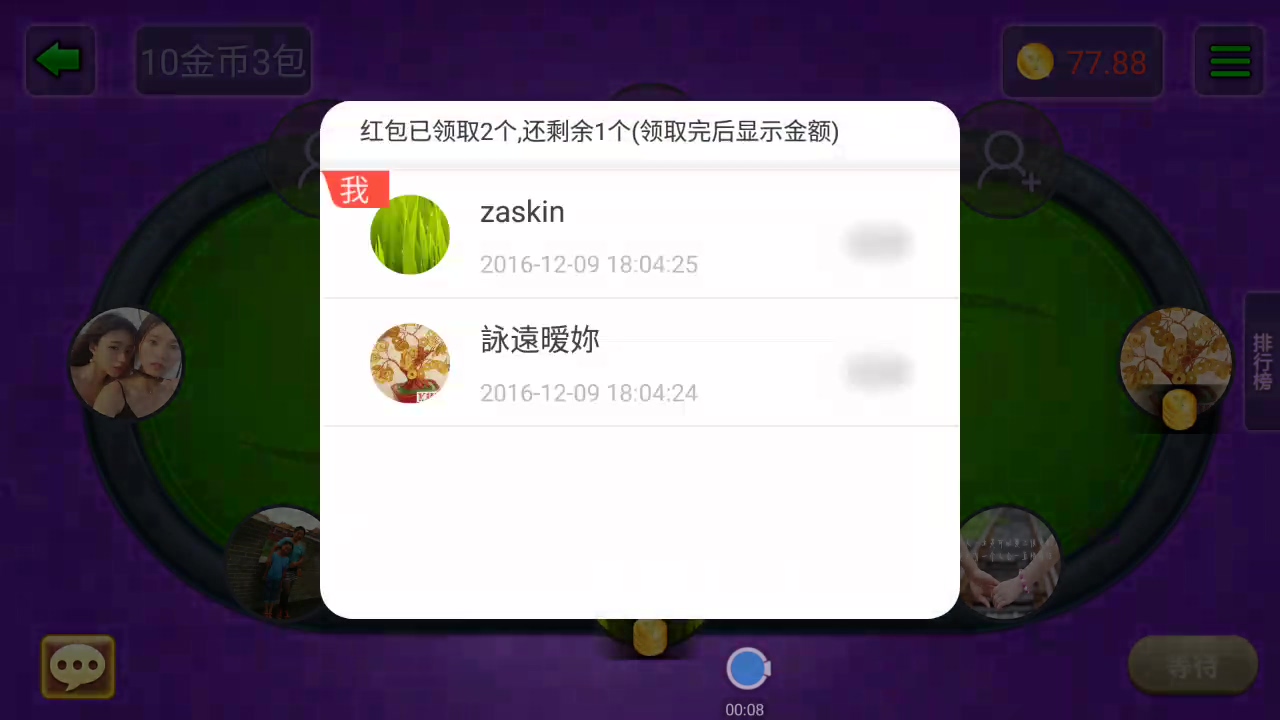 10金币3包
77.88
红包已领取2个,还剩余1个(领取完后显示金额)
我
zaskin
2016-12-09 18:04:25
詠遠暧妳
2016-12-09 18:04:24
排行榜
等待
00:08